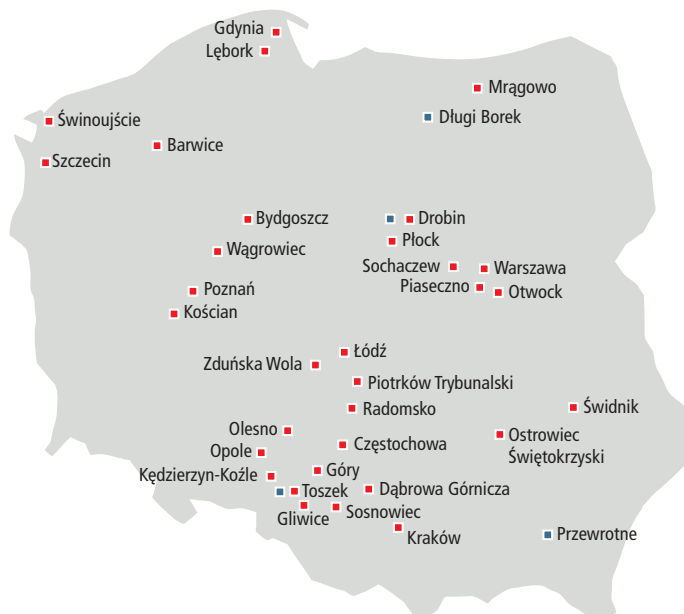 Gdynia
Lębork
Mrągowo
Długi Borek
Świnoujście
Barwice
Szczecin
Bydgoszcz
Drobin
Płock
Wągrowiec
Sochaczew
Warszawa
Piaseczno
Otwock
Poznań
Kościan
Łódź
Zduńska Wola
Piotrków Trybunalski
Radomsko
Świdnik
Olesno
Ostrowiec
Świętokrzyski
Częstochowa
Opole
Góry
Kędzierzyn-Koźle
Toszek
Dąbrowa Górnicza
Gliwice
Sosnowiec
Kraków
Przewrotne